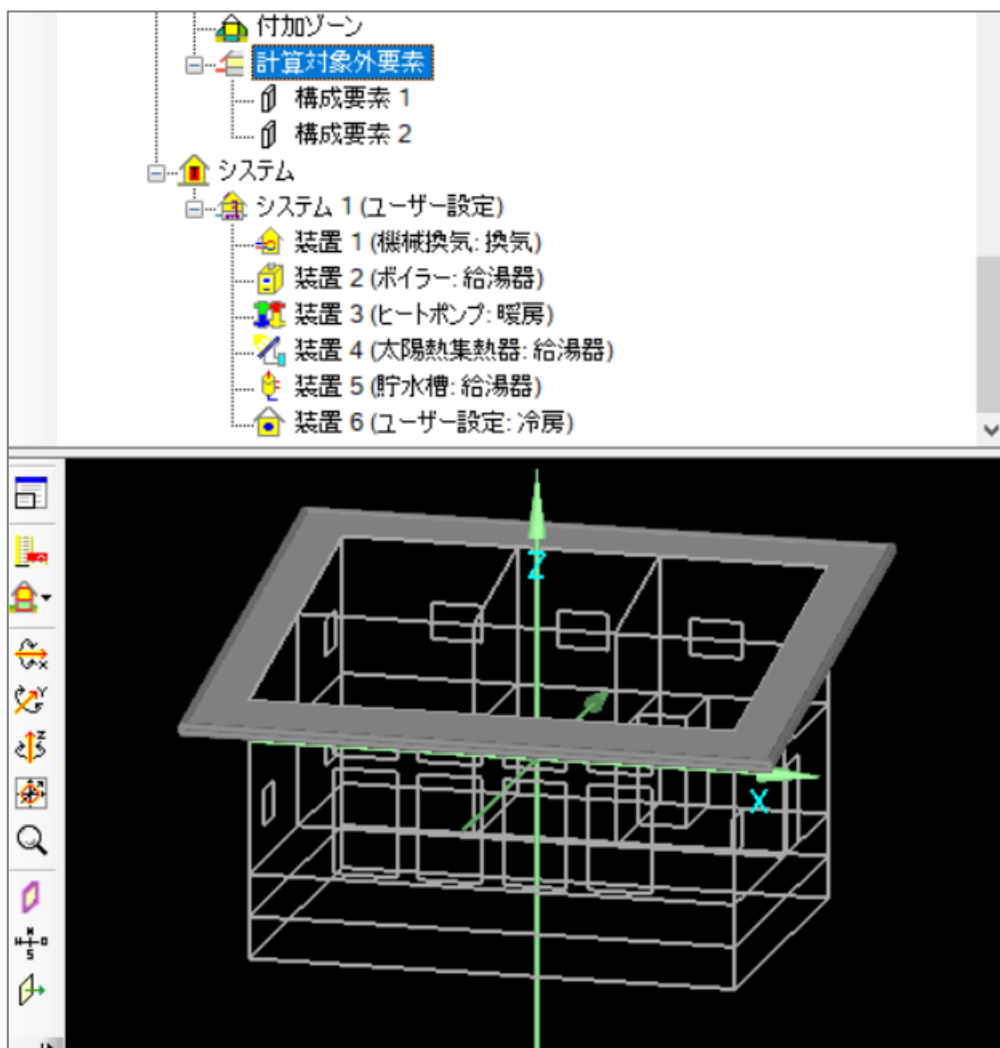 付加ゾーン
計算対象外要素
構成要素 1
構成要素 2
システム
システム 1 (ユーザー設定)
装置 1 (機械換気: 換気)
装置 2 (ボイラー: 給湯器)
装置 3 (ヒートポンプ: 暖房)
装置 4 (太陽熱集熱器: 給湯器)
装置 5 (貯水槽: 給湯器)
装置 6 (ユーザー設定: 冷房)
Z
X
X
Y
Z
N
S